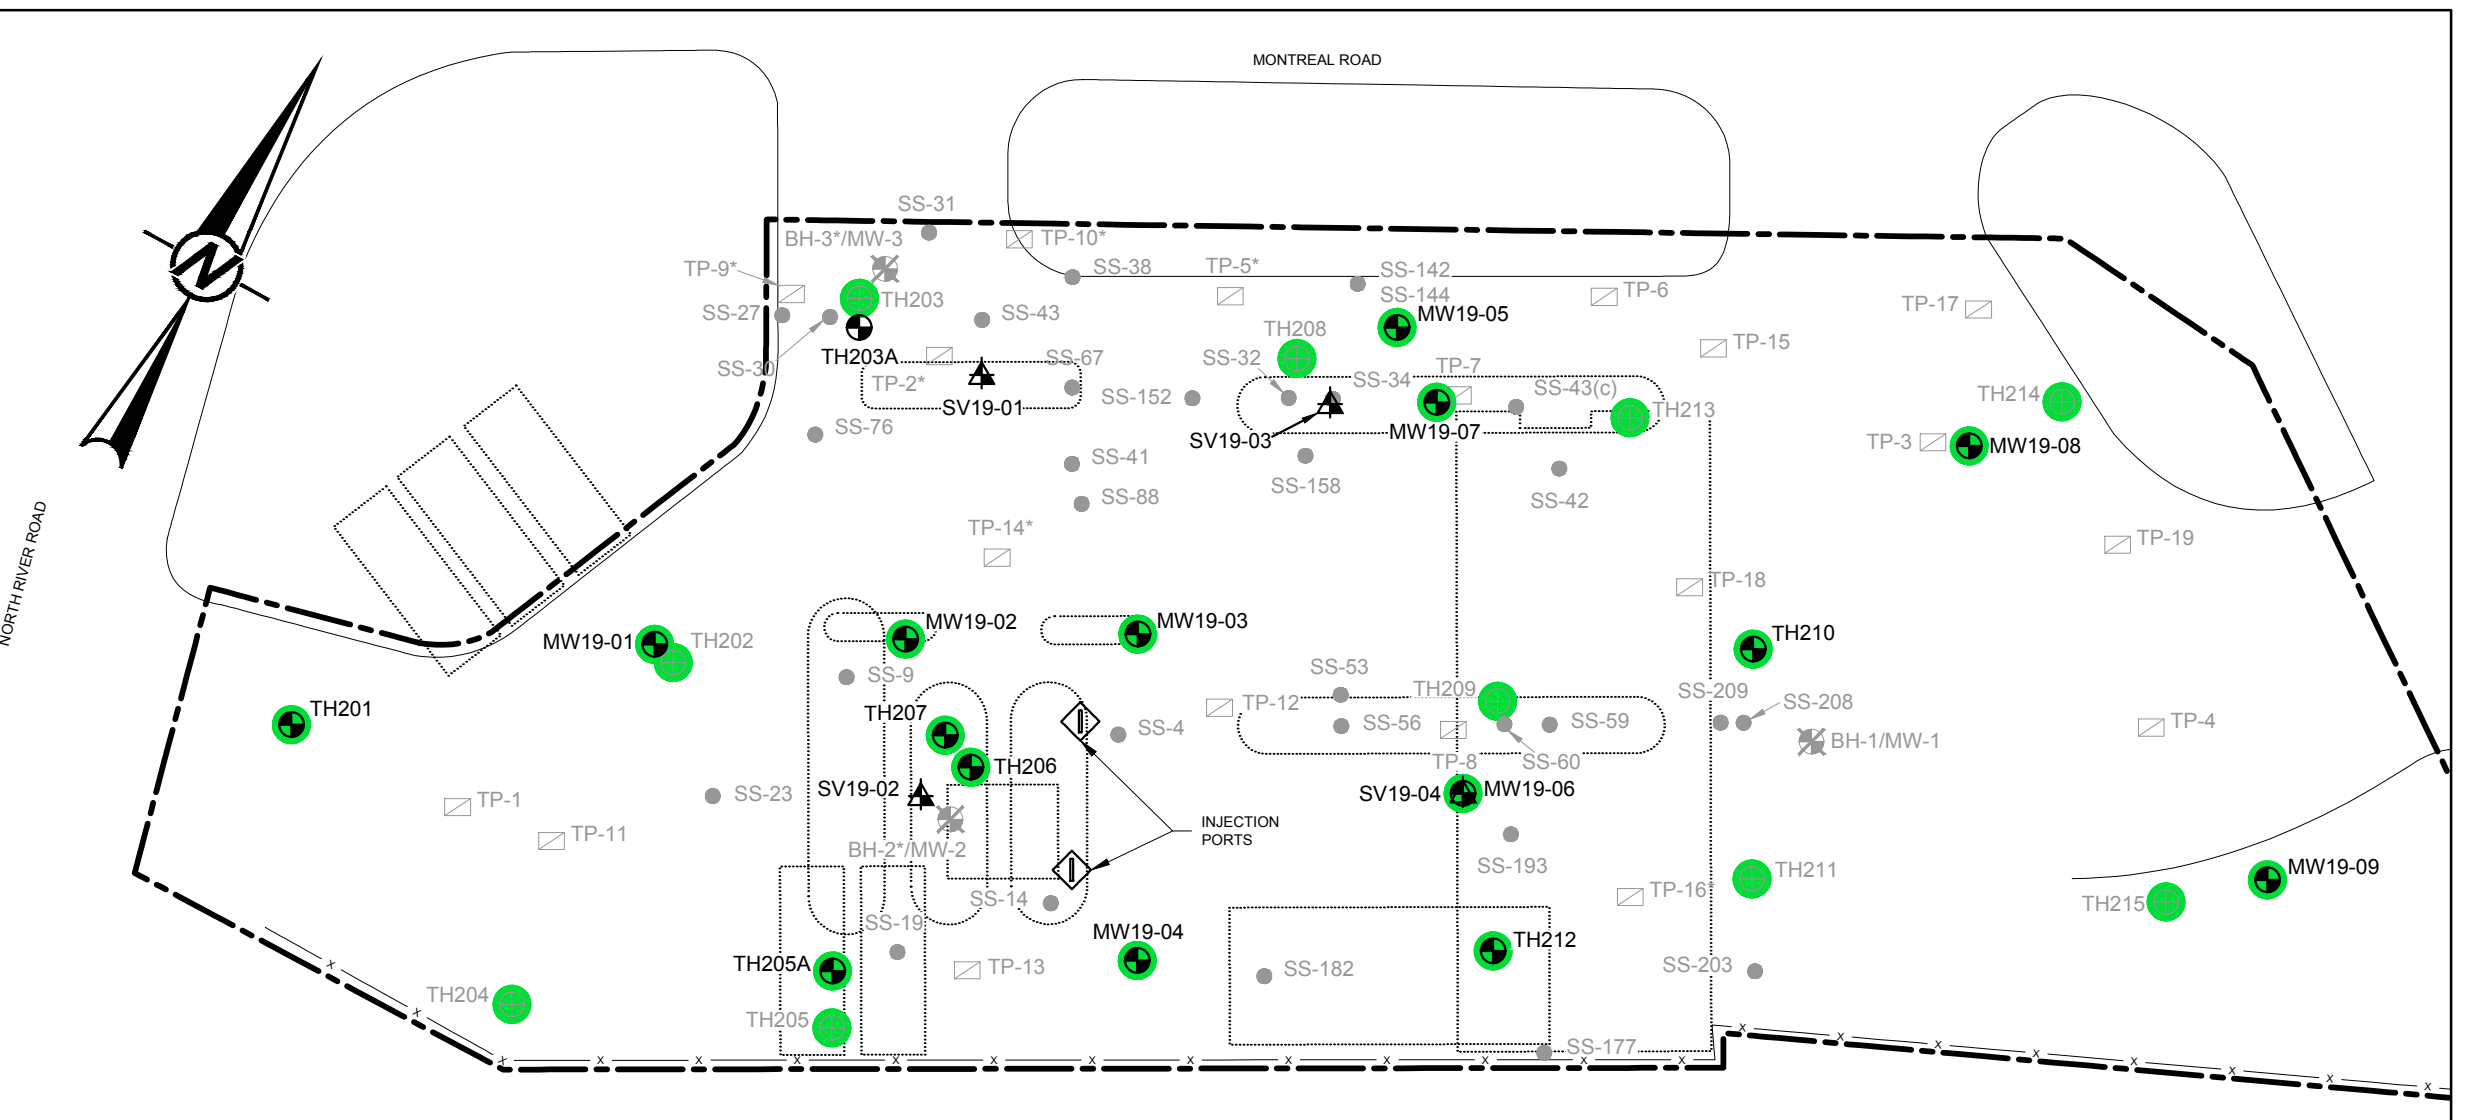 MONTREAL ROAD
NORTH RIVER ROAD
N
SS-31
BH-3*/MW-3
TP-10*
TP-9*
SS-38
TP-5*
SS-142
SS-144
TP-6
TP-17
TH203
SS-27
SS-43
MW19-05
TH208
TP-15
TH203A
SS-30
SS-67
SS-32
TP-7
SS-34
TP-2*
SV19-01
SS-152
SS-43(c)
TH213
TH214
SS-76
SV19-03
MW19-07
TP-3
MW19-08
SS-41
SS-158
SS-88
SS-42
TP-14*
TP-19
TP-18
MW19-01
TH202
MW19-02
MW19-03
TH210
SS-9
SS-53
TH209
SS-209
SS-208
TH201
TH207
SS-4
TP-12
SS-56
SS-59
BH-1/MW-1
TP-4
TH206
TP-8
SS-60
SV19-02
SS-23
SV19-04
MW19-06
TP-1
TP-11
INJECTION
PORTS
BH-2*/MW-2
SS-193
TH211
MW19-09
SS-14
TP-16*
TH215
SS-19
MW19-04
TH212
TH205A
TP-13
SS-182
SS-203
TH204
TH205
SS-177
x x x x x x x x x x x x x x x x x x x x x x x